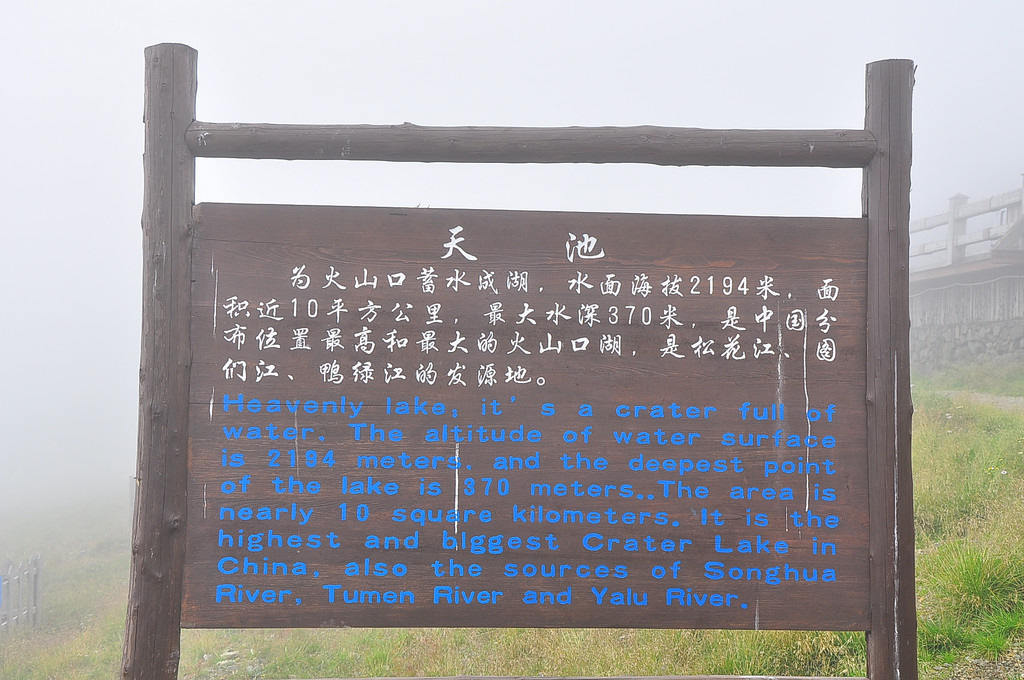 天 池
为火山口蓄水成湖，水面海拔2194米，面
积近10平方公里，最大水深370米，是中国分
布位置最高和最大的火山口湖，是松花江、图
们江、鸭绿江的发源地。
Heavenly lake, it's a crater full of
water. The altitude of water surface
is 2194 meters. and the deepest point
of the lake is 370 meters..The area is
nearly 10 square kilometers. It is the
highest and biggest Crater Lake in
China, also the sources of Songhua
River, Tumen River and Yalu River.